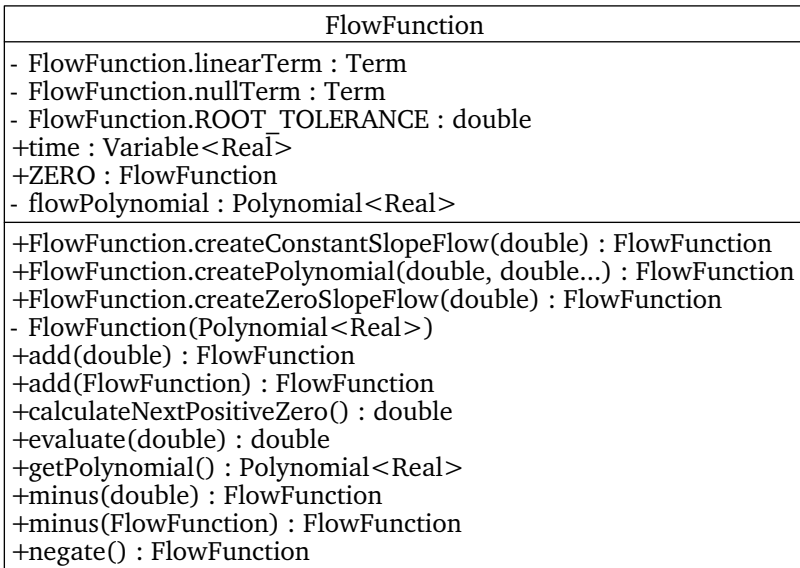 FlowFunction
- FlowFunction.linearTerm : Term
- FlowFunction.nullTerm : Term
- FlowFunction.ROOT_TOLERANCE : double
+time : Variable<Real>
+ZERO : FlowFunction
- flowPolynomial : Polynomial<Real>
+FlowFunction.createConstantSlopeFlow(double) : FlowFunction
+FlowFunction.createPolynomial(double, double...) : FlowFunction
+FlowFunction.createZeroSlopeFlow(double) : FlowFunction
- FlowFunction(Polynomial<Real>)
+add(double) : FlowFunction
+add(FlowFunction) : FlowFunction
+calculateNextPositiveZero() : double
+evaluate(double) : double
+getPolynomial() : Polynomial<Real>
+minus(double) : FlowFunction
+minus(FlowFunction) : FlowFunction
+negate() : FlowFunction